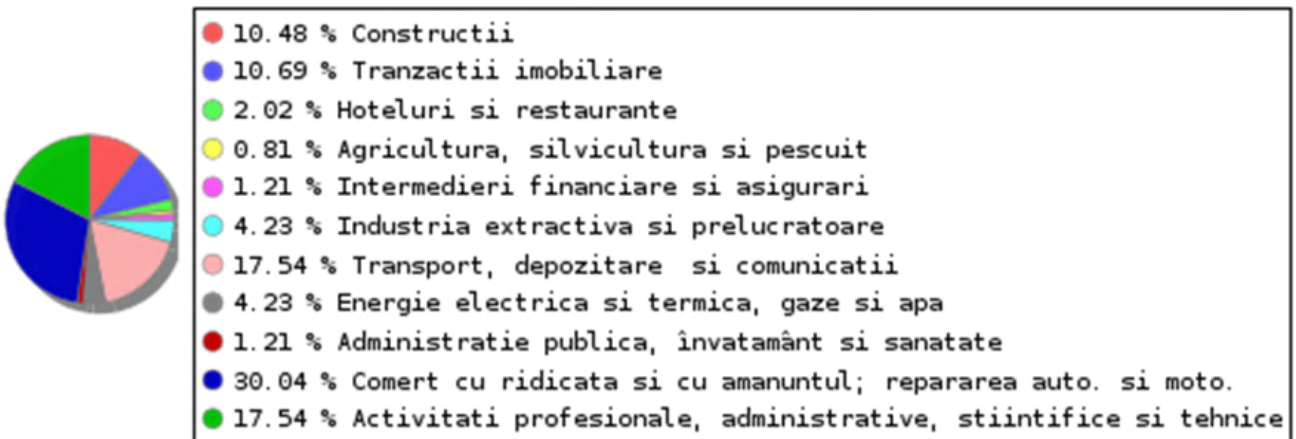 10.48 % Constructii
10.69 % Tranzactii imobiliare
2.02 % Hoteluri si restaurante
0.81 % Agricultura, silvicultura si pescuit
1.21 % Intermedieri financiare si asigurari
4.23 % Industria extractiva si prelucratoare
17.54 % Transport, depozitare  si comunicatii
4.23 % Energie electrica si termica, gaze si apa
1.21 % Administratie publica, învatamânt si sanatate
30.04 % Comert cu ridicata si cu amanuntul; repararea auto. si moto.
17.54 % Activitati profesionale, administrative, stiintifice si tehnice